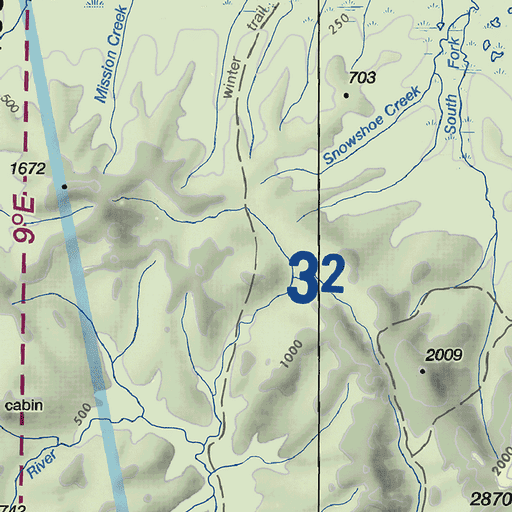 Mission Creek
winter trail
250
703
South Fork
Snowshoe Creek
500
1672
9°E
32
1000
2009
cabin
500
River
2000
2870